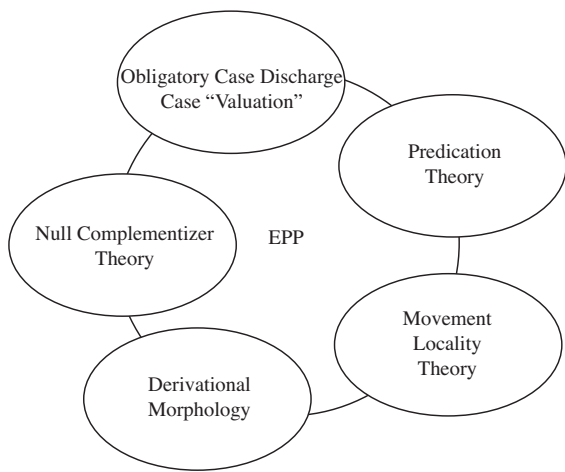 Obligatory Case Discharge
Case “Valuation”
Predication
Theory
Null Complementizer
Theory
EPP
Movement
Locality
Theory
Derivational
Morphology